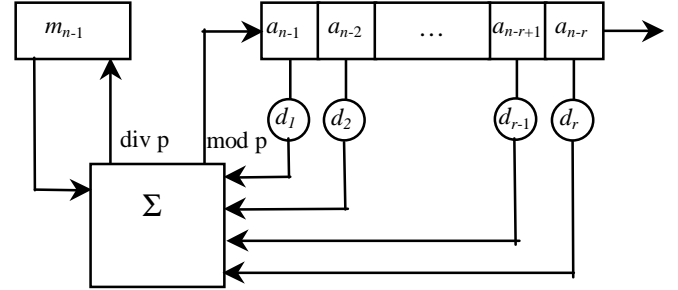 m_{n-1} a_{n-1} a_{n-2} … a_{n-r+1} a_{n-r}
d_1 d_2 d_{r-1} d_r
div p mod p
Σ